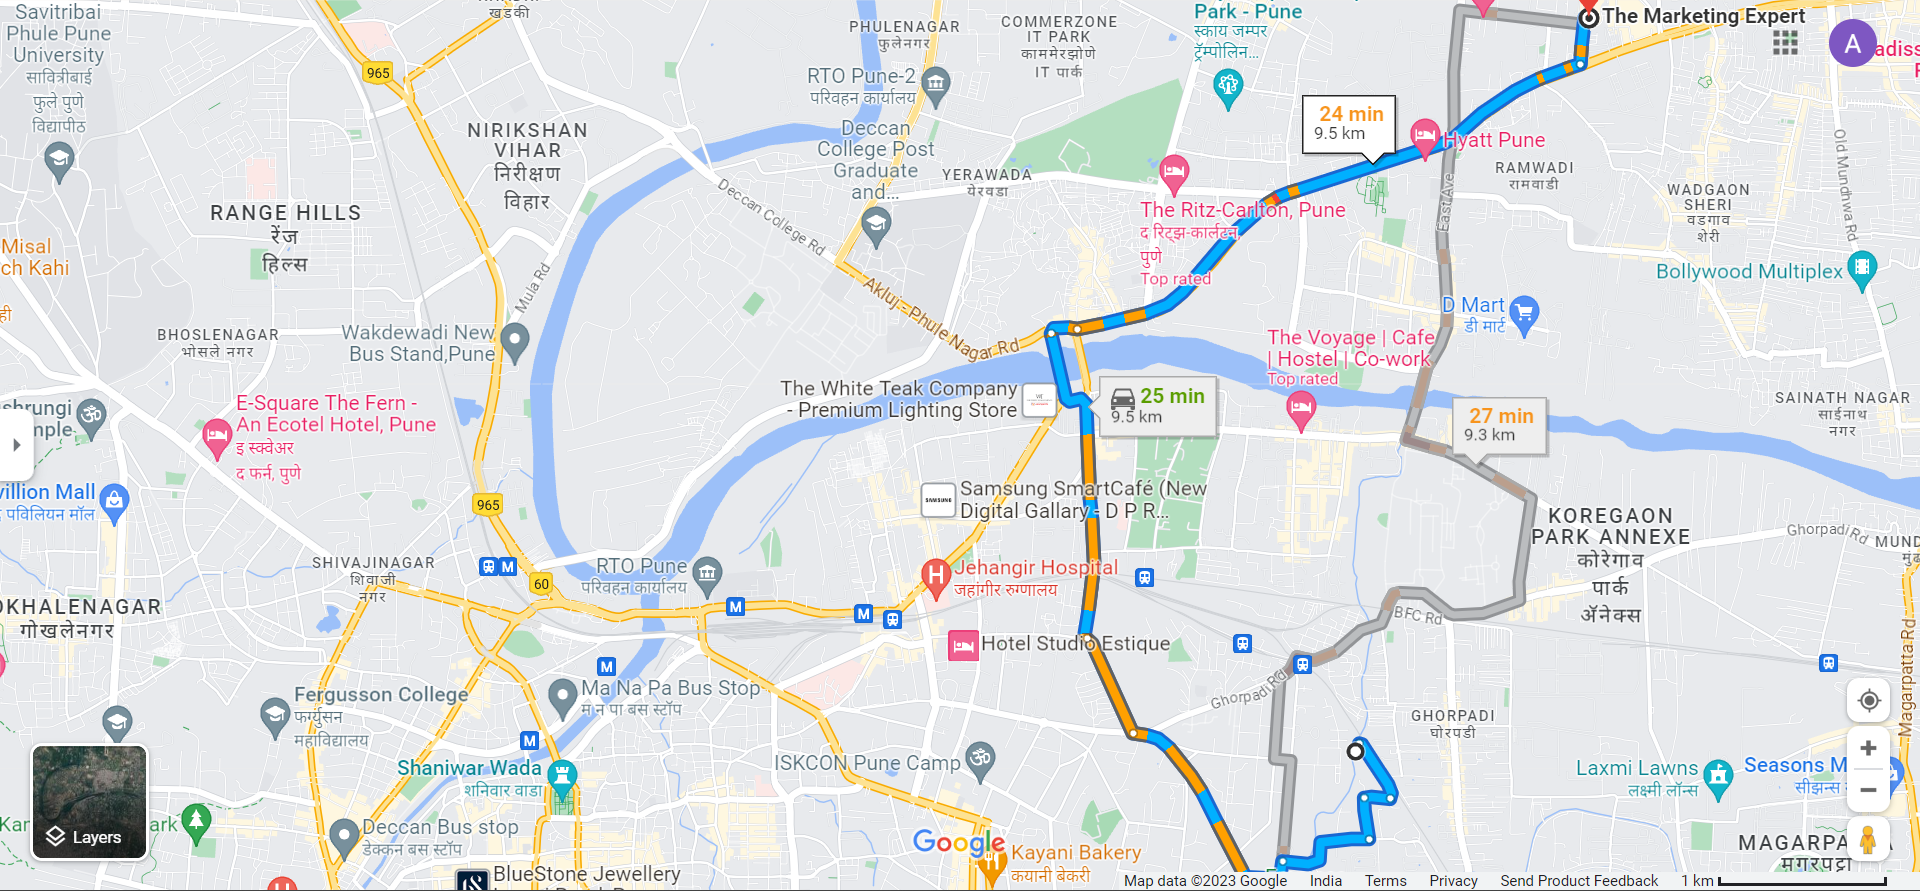 Savitribai
Phule Pune
University
सावित्रीबाई
फुले पुणे
विद्यापीठ
खडकी
965
PHULENAGAR
फुलेनगर
COMMERZONE
IT PARK
काममेरझोणे
IT पार्क
Park - Pune
स्काय जम्पर
ट्रॅम्पोलिन...
The Marketing Expert
A
RTO Pune-2
परिवहन कार्यालय
Deccan
College Post
Graduate
and...
NIRIKSHAN
VIHAR
निरीक्षण
विहार
YERAWADA
येरवडा
24 min
9.5 km
Hyatt Pune
RAMWADI
रामवाडी
WADGAON
SHERI
वडगाव
शेरी
Old Mundhwa Rd
East Ave
Deccan College Rd
RANGE HILLS
रेंज
हिल्स
Misal
ch Kahi
ही
Mula Rd
The Ritz-Carlton, Pune
द रिट्झ-कार्लटन,
पुणे
Top rated
Bollywood Multiplex
D Mart
डी मार्ट
Akluj - Phule Nagar Rd
BHOSLENAGAR
भोसले नगर
Wakdewadi New
Bus Stand,Pune
The Voyage | Cafe
| Hostel | Co-work
Top rated
The White Teak Company
- Premium Lighting Store
25 min
9.5 km
27 min
9.3 km
SAINATH NAGAR
साईनाथ
नगर
E-Square The Fern -
An Ecotel Hotel, Pune
इ स्क्वेअर
द फर्न, पुणे
shrungi
mple
villion Mall
पविलियन मॉल
965
SAMSUNG
Samsung SmartCafé (New
Digital Gallary - D P R...
KOREGAON
PARK ANNEXE
कोरेगाव
पार्क
ॲनेक्स
Ghorpadi Rd
MUND
SHIVAJINAGAR
शिवाजी
नगर
60
RTO Pune
परिवहन कार्यालय
Jehangir Hospital
जहांगीर रुग्णालय
OKHALENAGAR
गोखलेनगर
BFC Rd
Hotel Studio Estique
Ghorpadi Rd
Magarpatta Rd
Fergusson College
फर्ग्युसन
महाविद्यालय
Ma Na Pa Bus Stop
म न पा बस स्टॉप
GHORPADI
घोरपडी
ISKCON Pune Camp
Shaniwar Wada
शनिवार वाडा
Laxmi Lawns
लक्ष्मी लॉन्स
Seasons M
सीझन्स
Layers
Deccan Bus stop
डेक्कन बस स्टॉप
Google
Kayani Bakery
कयानी बेकरी
MAGARPA
मगरपट्टा
BlueStone Jewellery
Map data ©2023 Google India Terms Privacy Send Product Feedback 1 km